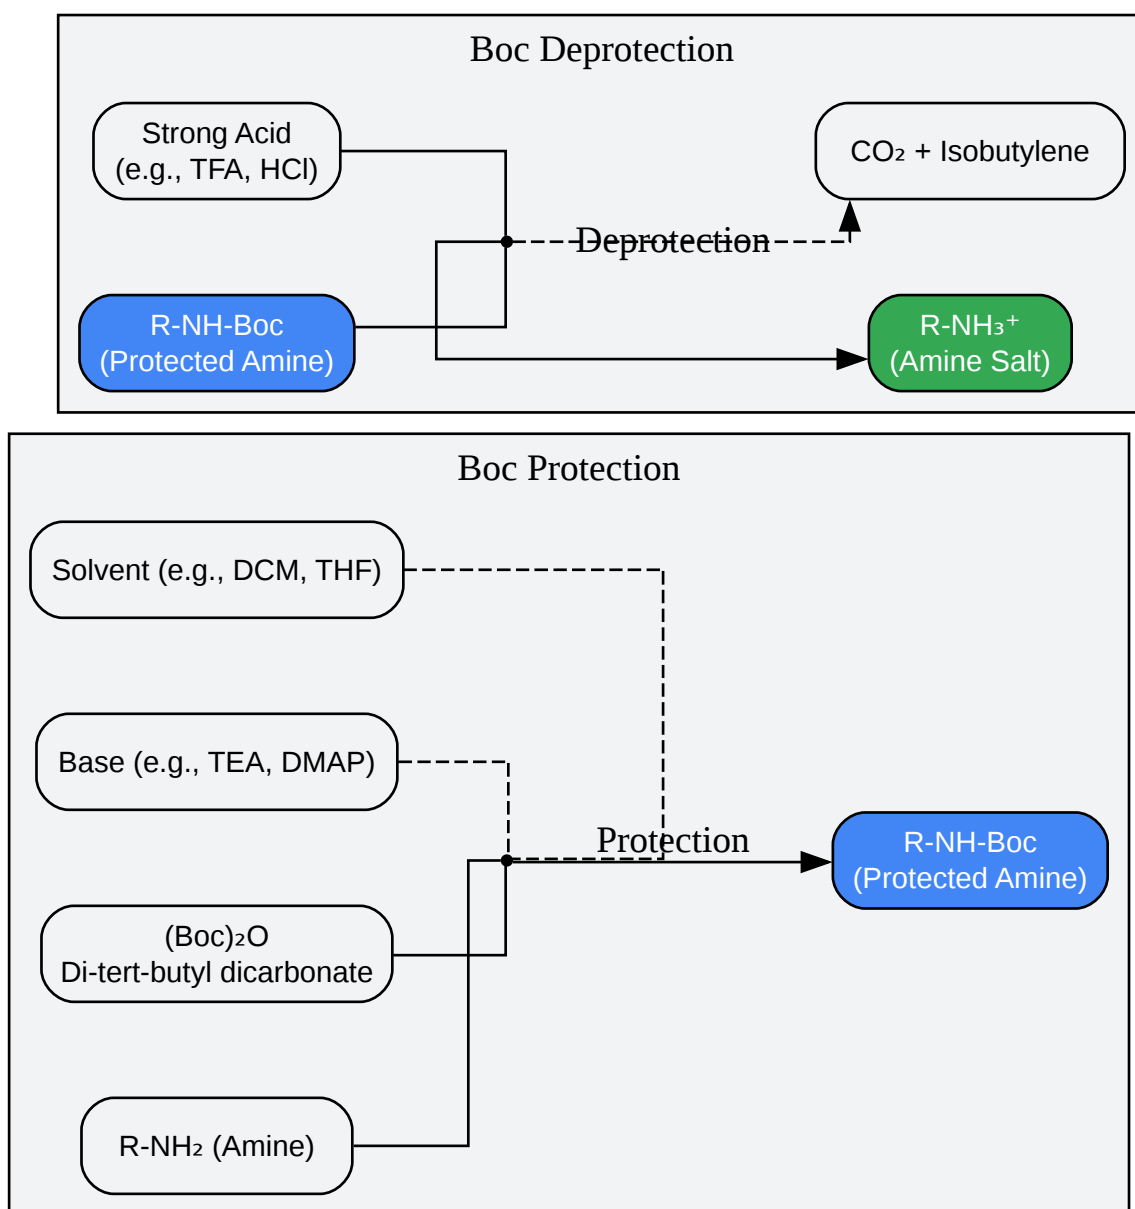 Boc Deprotection
Strong Acid
(e.g., TFA, HCl)
CO₂ + Isobutylene
Deprotection
R-NH-Boc
(Protected Amine)
R-NH₃⁺
(Amine Salt)
Boc Protection
Solvent (e.g., DCM, THF)
Base (e.g., TEA, DMAP)
Protection
R-NH-Boc
(Protected Amine)
(Boc)₂O
Di-tert-butyl dicarbonate
R-NH₂ (Amine)